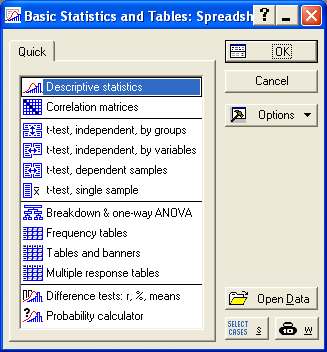 Basic Statistics and Tables: Spreadsh
?
Quick
OK
Descriptive statistics
Cancel
Correlation matrices
Options
t-test, independent, by groups
t-test, independent, by variables
t-test, dependent samples
t-test, single sample
Breakdown & one-way ANOVA
Frequency tables
Tables and banners
Multiple response tables
Difference tests: r, %, means
Open Data
Probability calculator
SELECT
CASES S
W